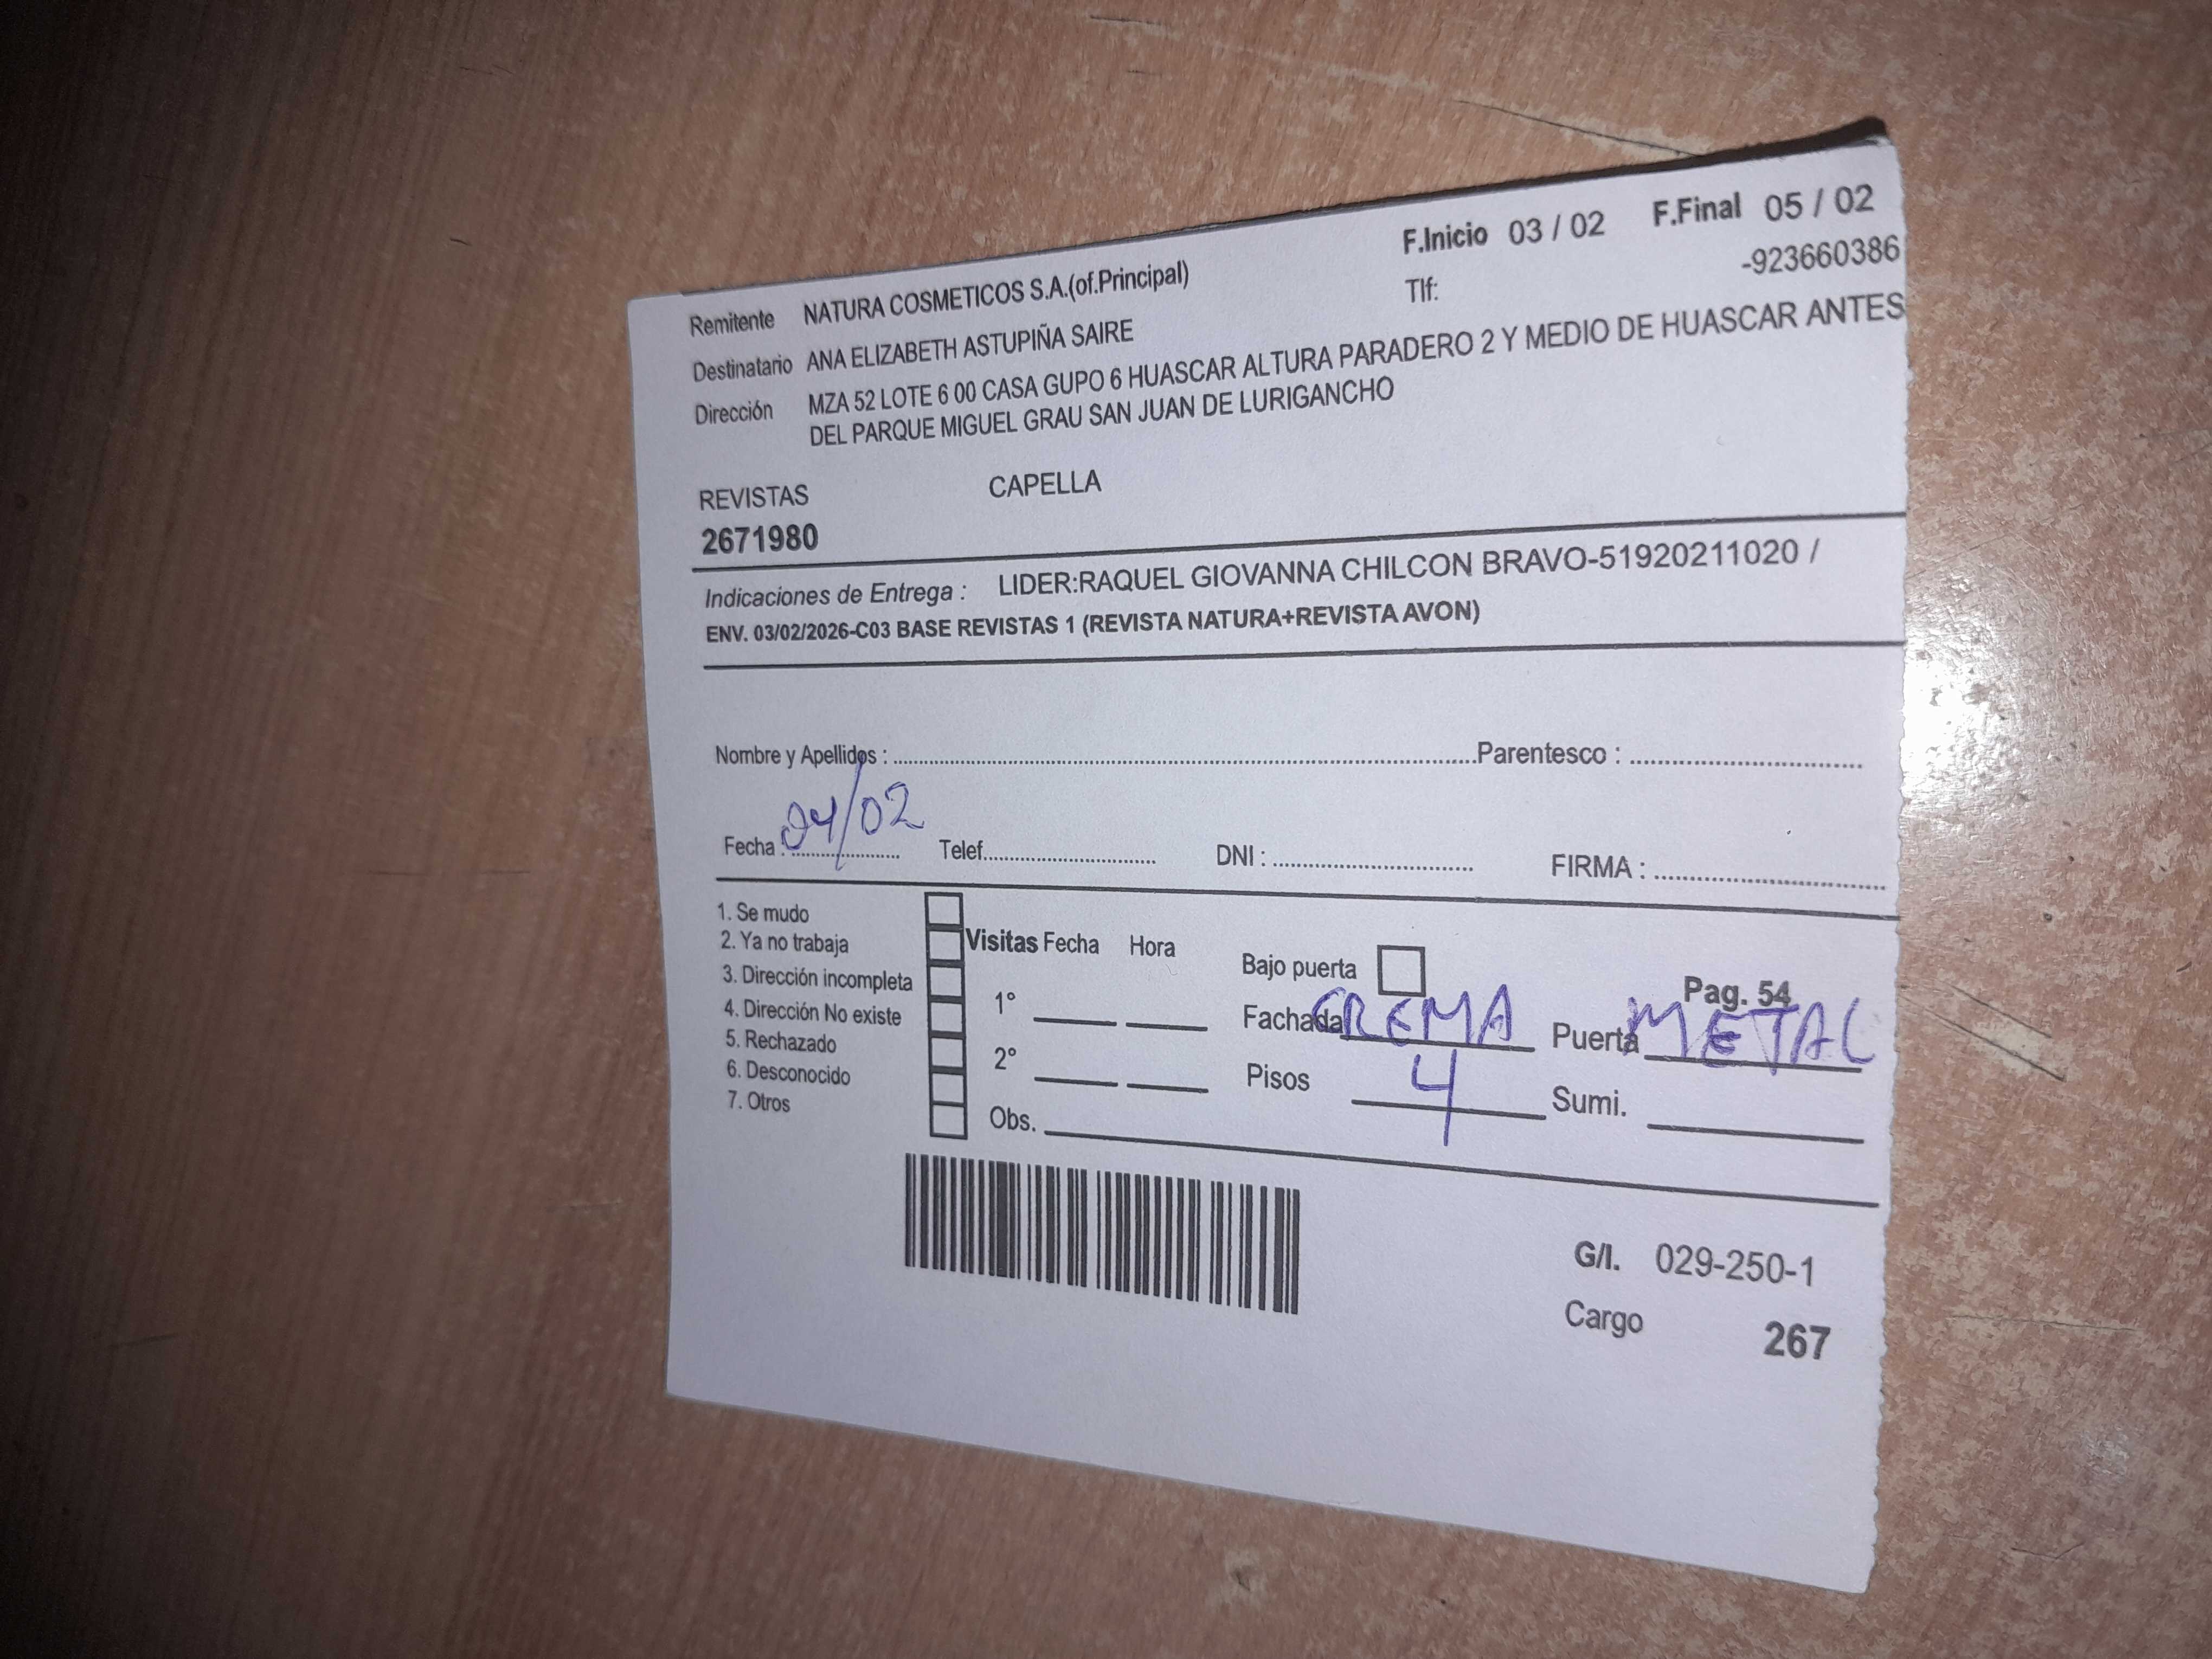 F.Inicio 03 / 02 F.Final 05 / 02
Remitente NATURA COSMETICOS S.A.(of.Principal) Tlf: -923660386
Destinatario ANA ELIZABETH ASTUPIÑA SAIRE
Dirección MZA 52 LOTE 6 00 CASA GUPO 6 HUASCAR ALTURA PARADERO 2 Y MEDIO DE HUASCAR ANTES
DEL PARQUE MIGUEL GRAU SAN JUAN DE LURIGANCHO
REVISTAS CAPELLA
2671980
Indicaciones de Entrega : LIDER:RAQUEL GIOVANNA CHILCON BRAVO-51920211020 /
ENV. 03/02/2026-C03 BASE REVISTAS 1 (REVISTA NATURA+REVISTA AVON)
Nombre y Apellidos : Parentesco :
Fecha : 04/02 Telef. DNI : FIRMA :
1. Se mudo
2. Ya no trabaja
3. Dirección incompleta
4. Dirección No existe
5. Rechazado
6. Desconocido
7. Otros
Visitas Fecha Hora
1°
2°
Obs.
Bajo puerta Pag. 54
Fachada CREMA Puerta METAL
Pisos 4 Sumi.
G/I. 029-250-1
Cargo 267